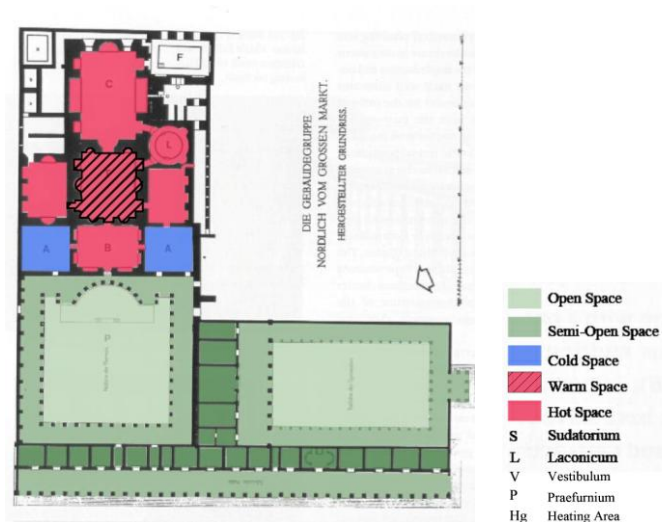 F
C
L
A
B
A
P
DIE GEBÄUDEGRUPPE
NÖRDLICH VOM GROSSEN MARKT.
HERGESTELLTER GRUNDRISS.
Open Space
Semi-Open Space
Cold Space
Warm Space
Hot Space
S Sudatorium
L Laconicum
V Vestibulum
P Praefurnium
Hg Heating Area